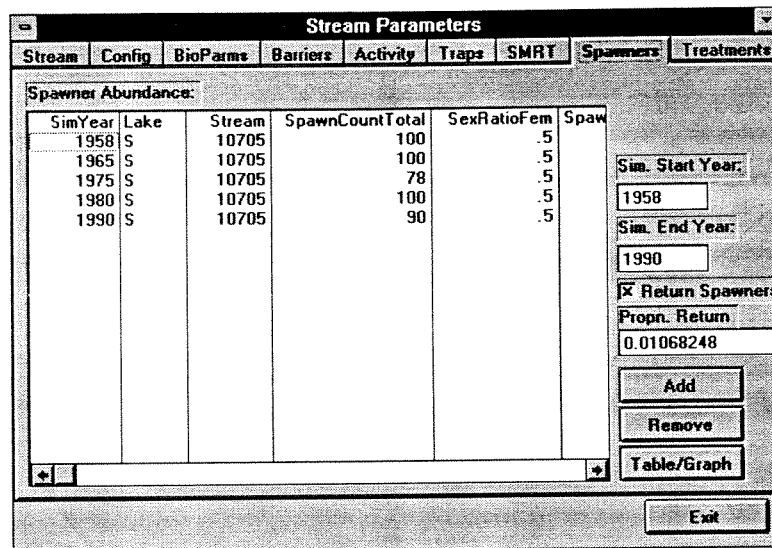 Stream Parameters
Stream Config BioParms Barriers Activity Traps SMRT Spawners Treatments
Spawner Abundance:
SimYear Lake Stream SpawnCountTotal SexRatioFem Spaw
1958 S 10705 100 .5
1965 S 10705 100 .5
1975 S 10705 78 .5
1980 S 10705 100 .5
1990 S 10705 90 .5
Sim. Start Year:
1958
Sim. End Year:
1990
Return Spawners
Propn. Return
0.01068248
Add
Remove
Table/Graph
Exit